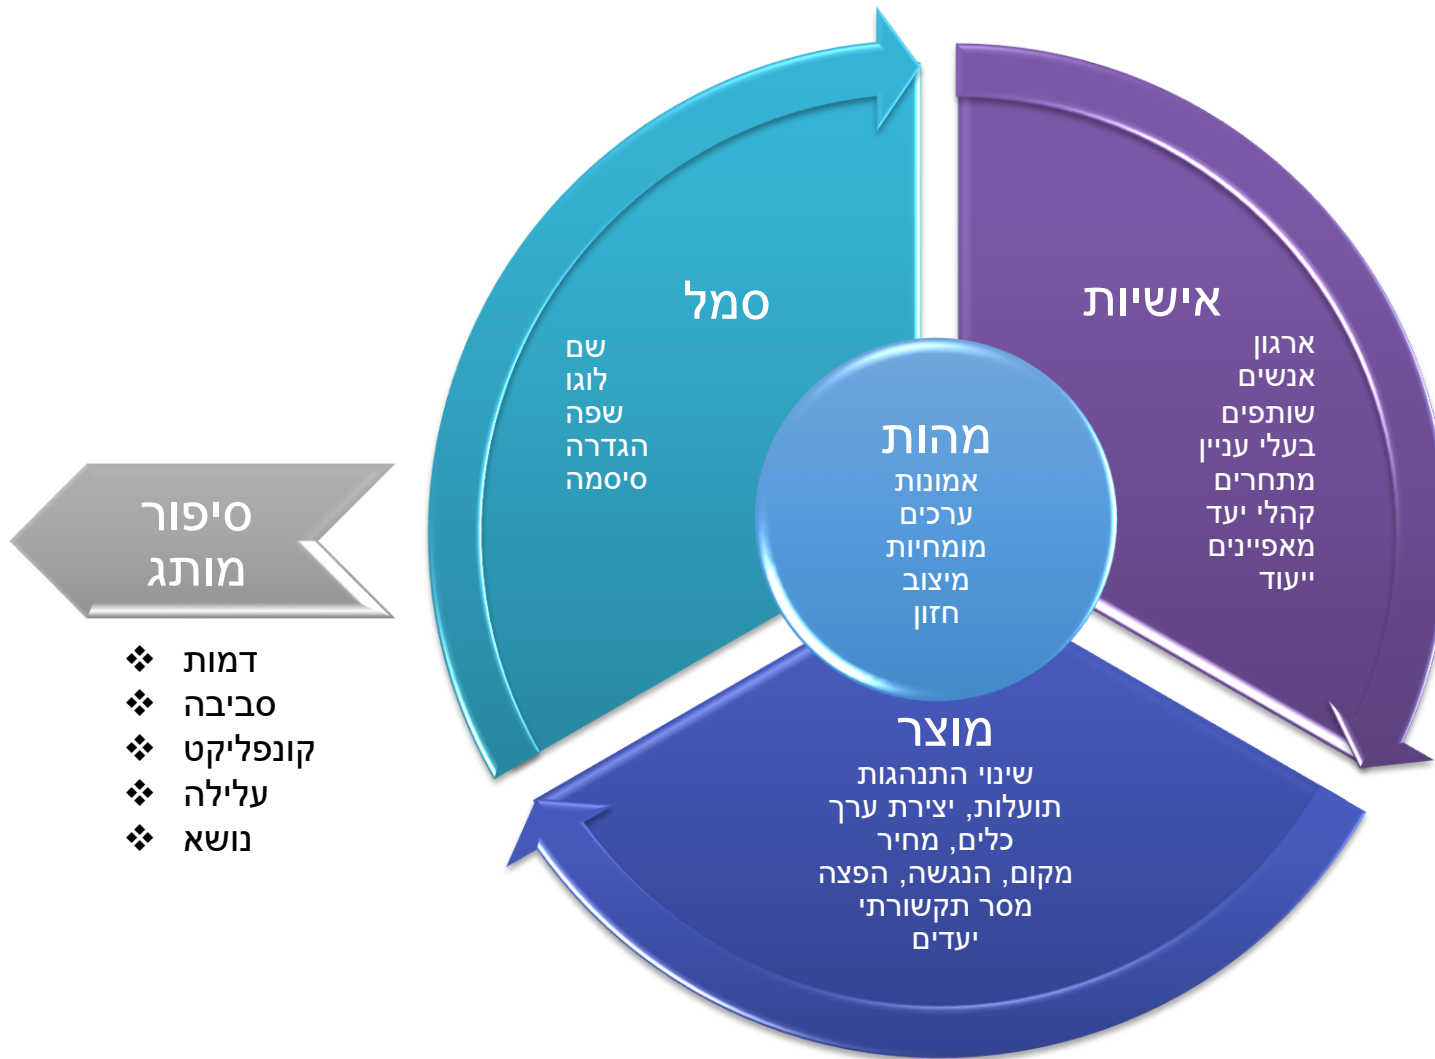 אישיות
ארגון
אנשים
שותפים
בעלי עניין
מתחרים
קהלי יעד
מאפיינים
ייעוד
מהות
אמונות
ערכים
מומחיות
מיצוב
חזון
מוצר
שינוי התנהגות
תועלות, יצירת ערך
כלים, מחיר
מקום, הנגשה, הפצה
מסר תקשורתי
יעדים
סמל
שם
לוגו
שפה
הגדרה
סיסמה
סיפור
מותג
❖ דמות
❖ סביבה
❖ קונפליקט
❖ עלילה
❖ נושא